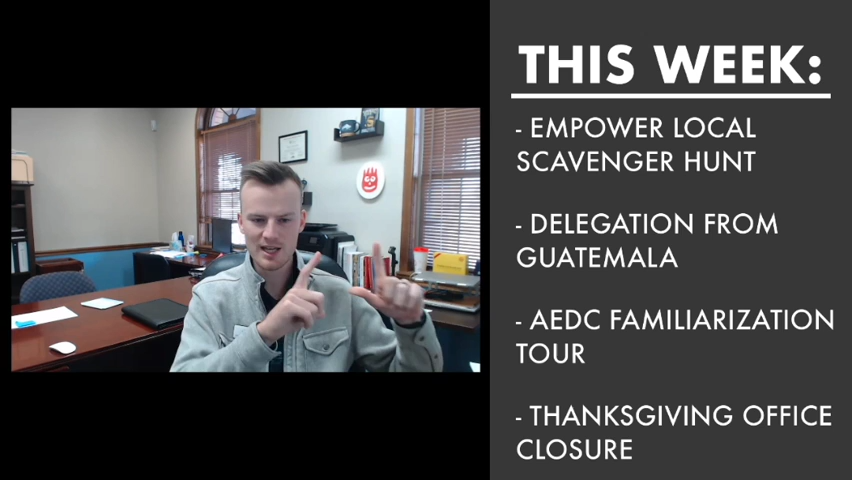 THIS WEEK:
- EMPOWER LOCAL
SCAVENGER HUNT
- DELEGATION FROM
GUATEMALA
- AEDC FAMILIARIZATION
TOUR
- THANKSGIVING OFFICE
CLOSURE